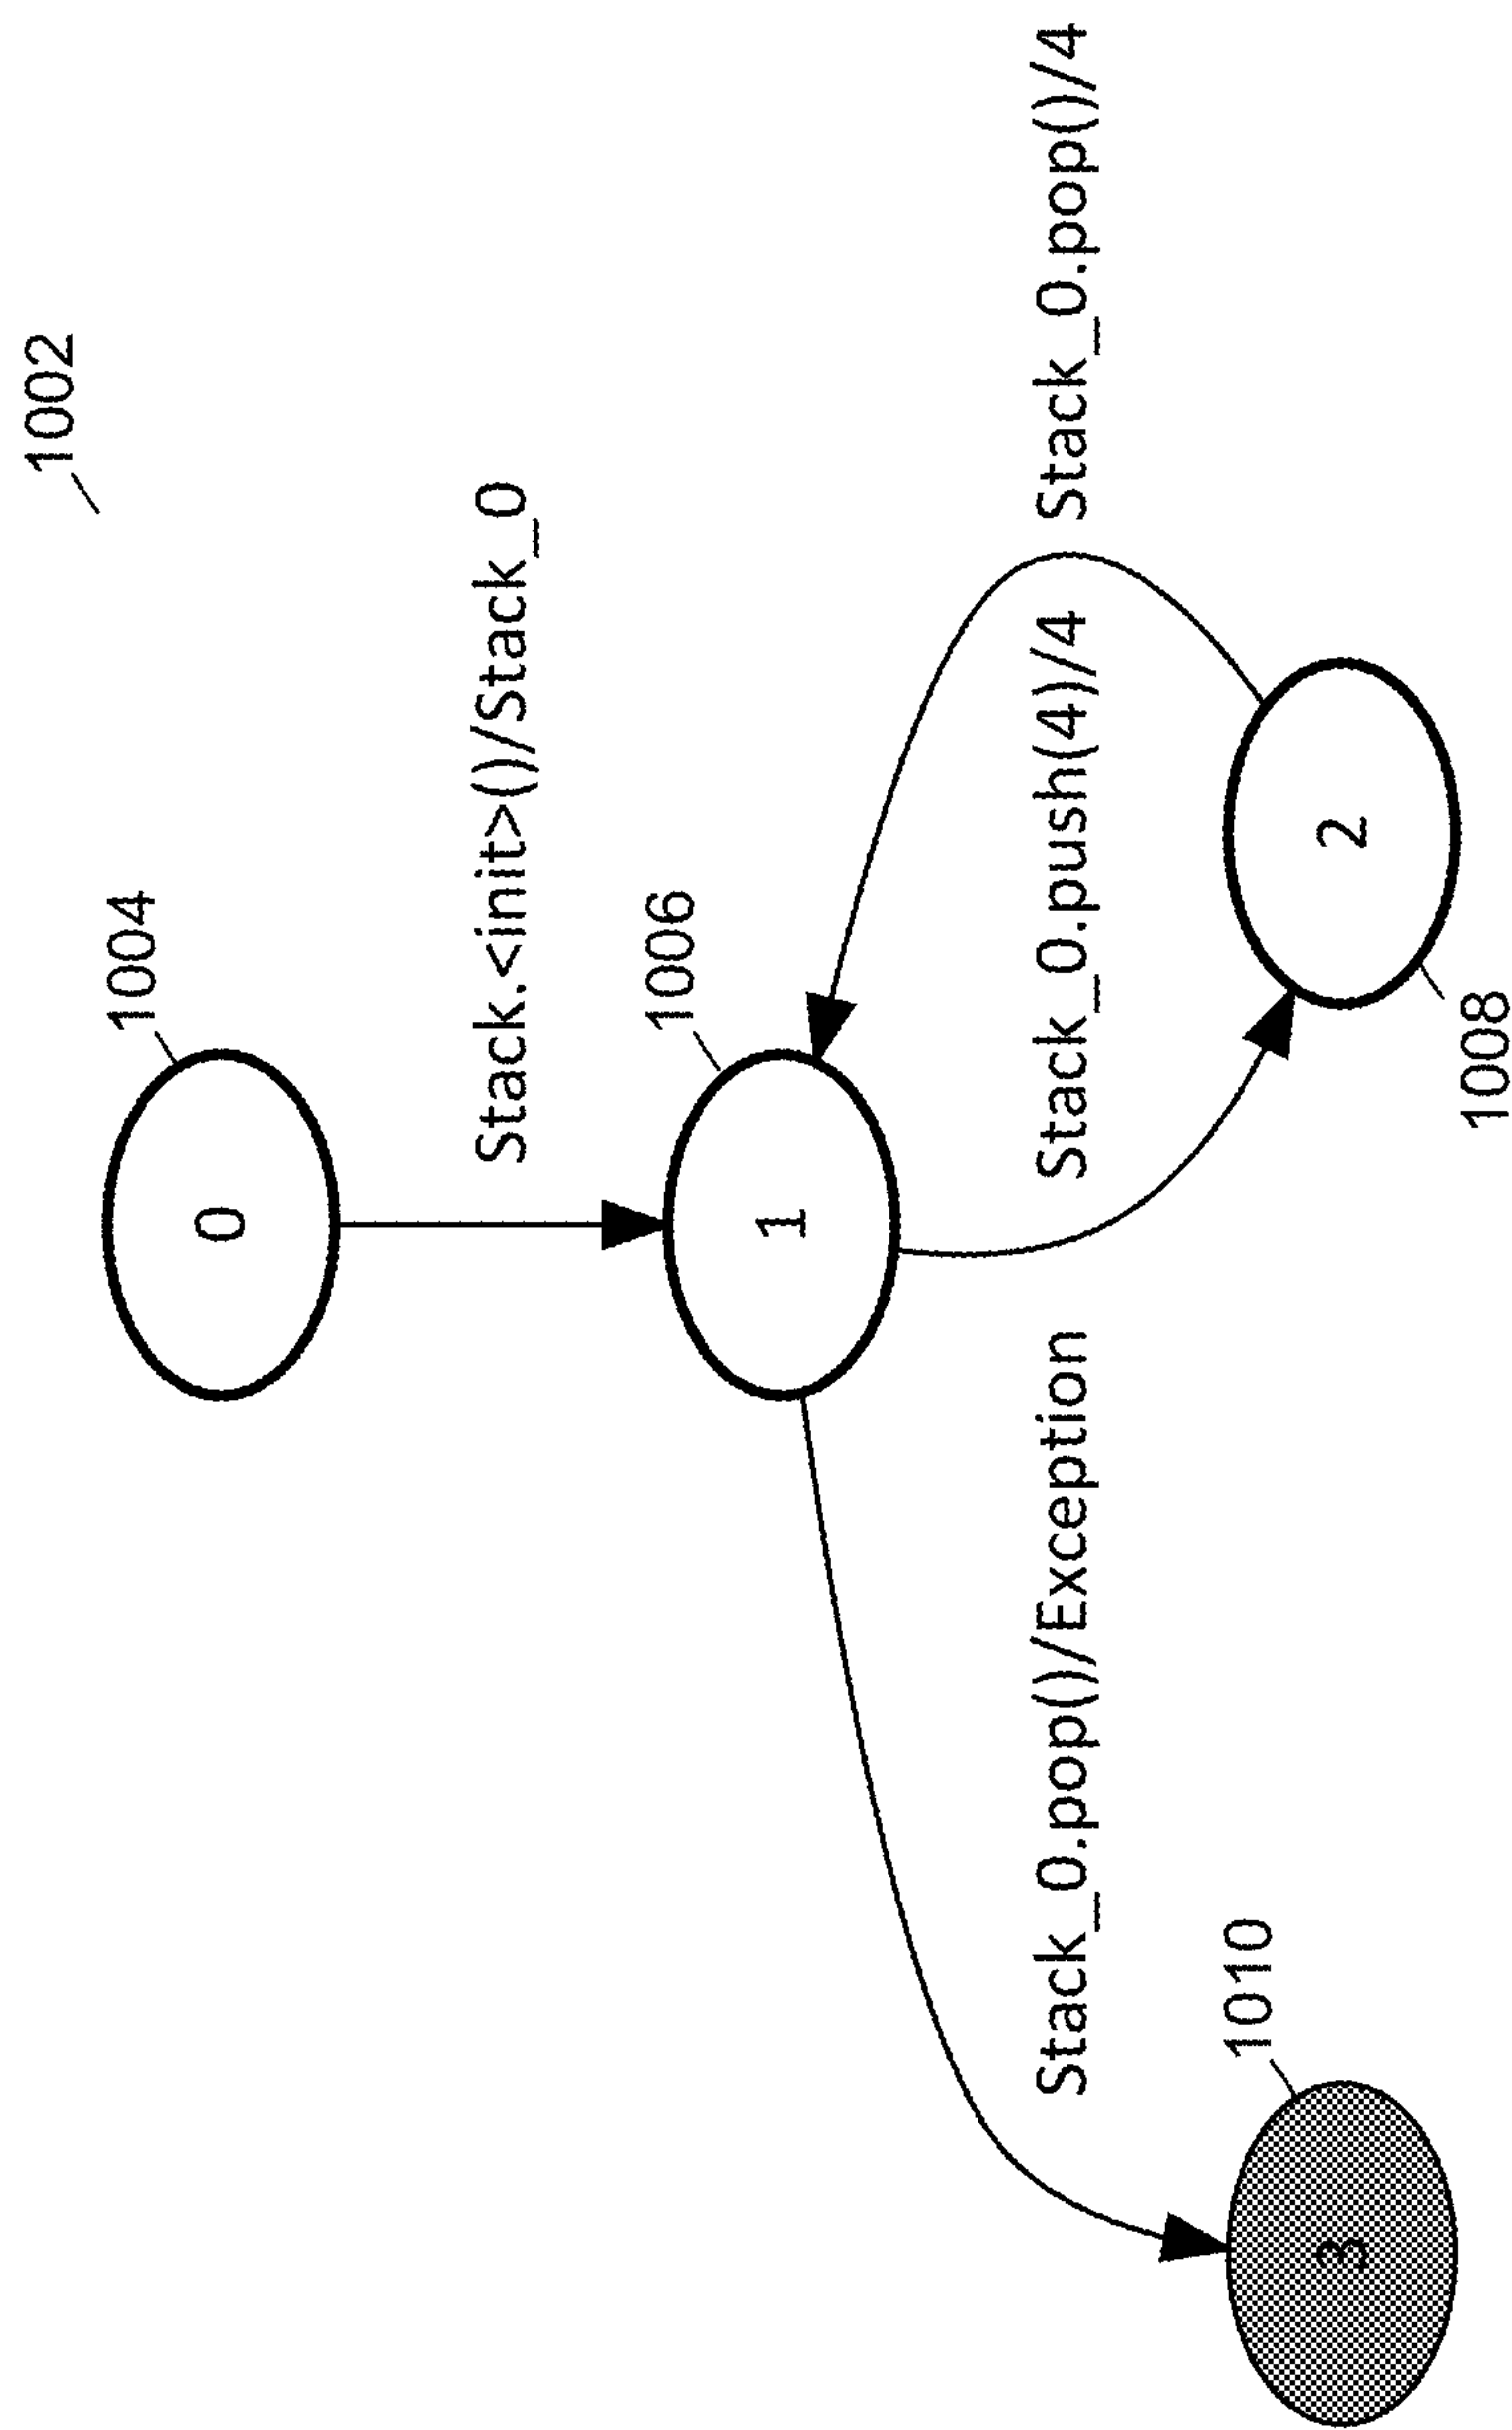 1002
1004
0
Stack.<init>()/Stack_0
1006
1
Stack_0.pop()/Exception
Stack_0.push(4)/4
Stack_0.pop()/4
1010
3
2
1008